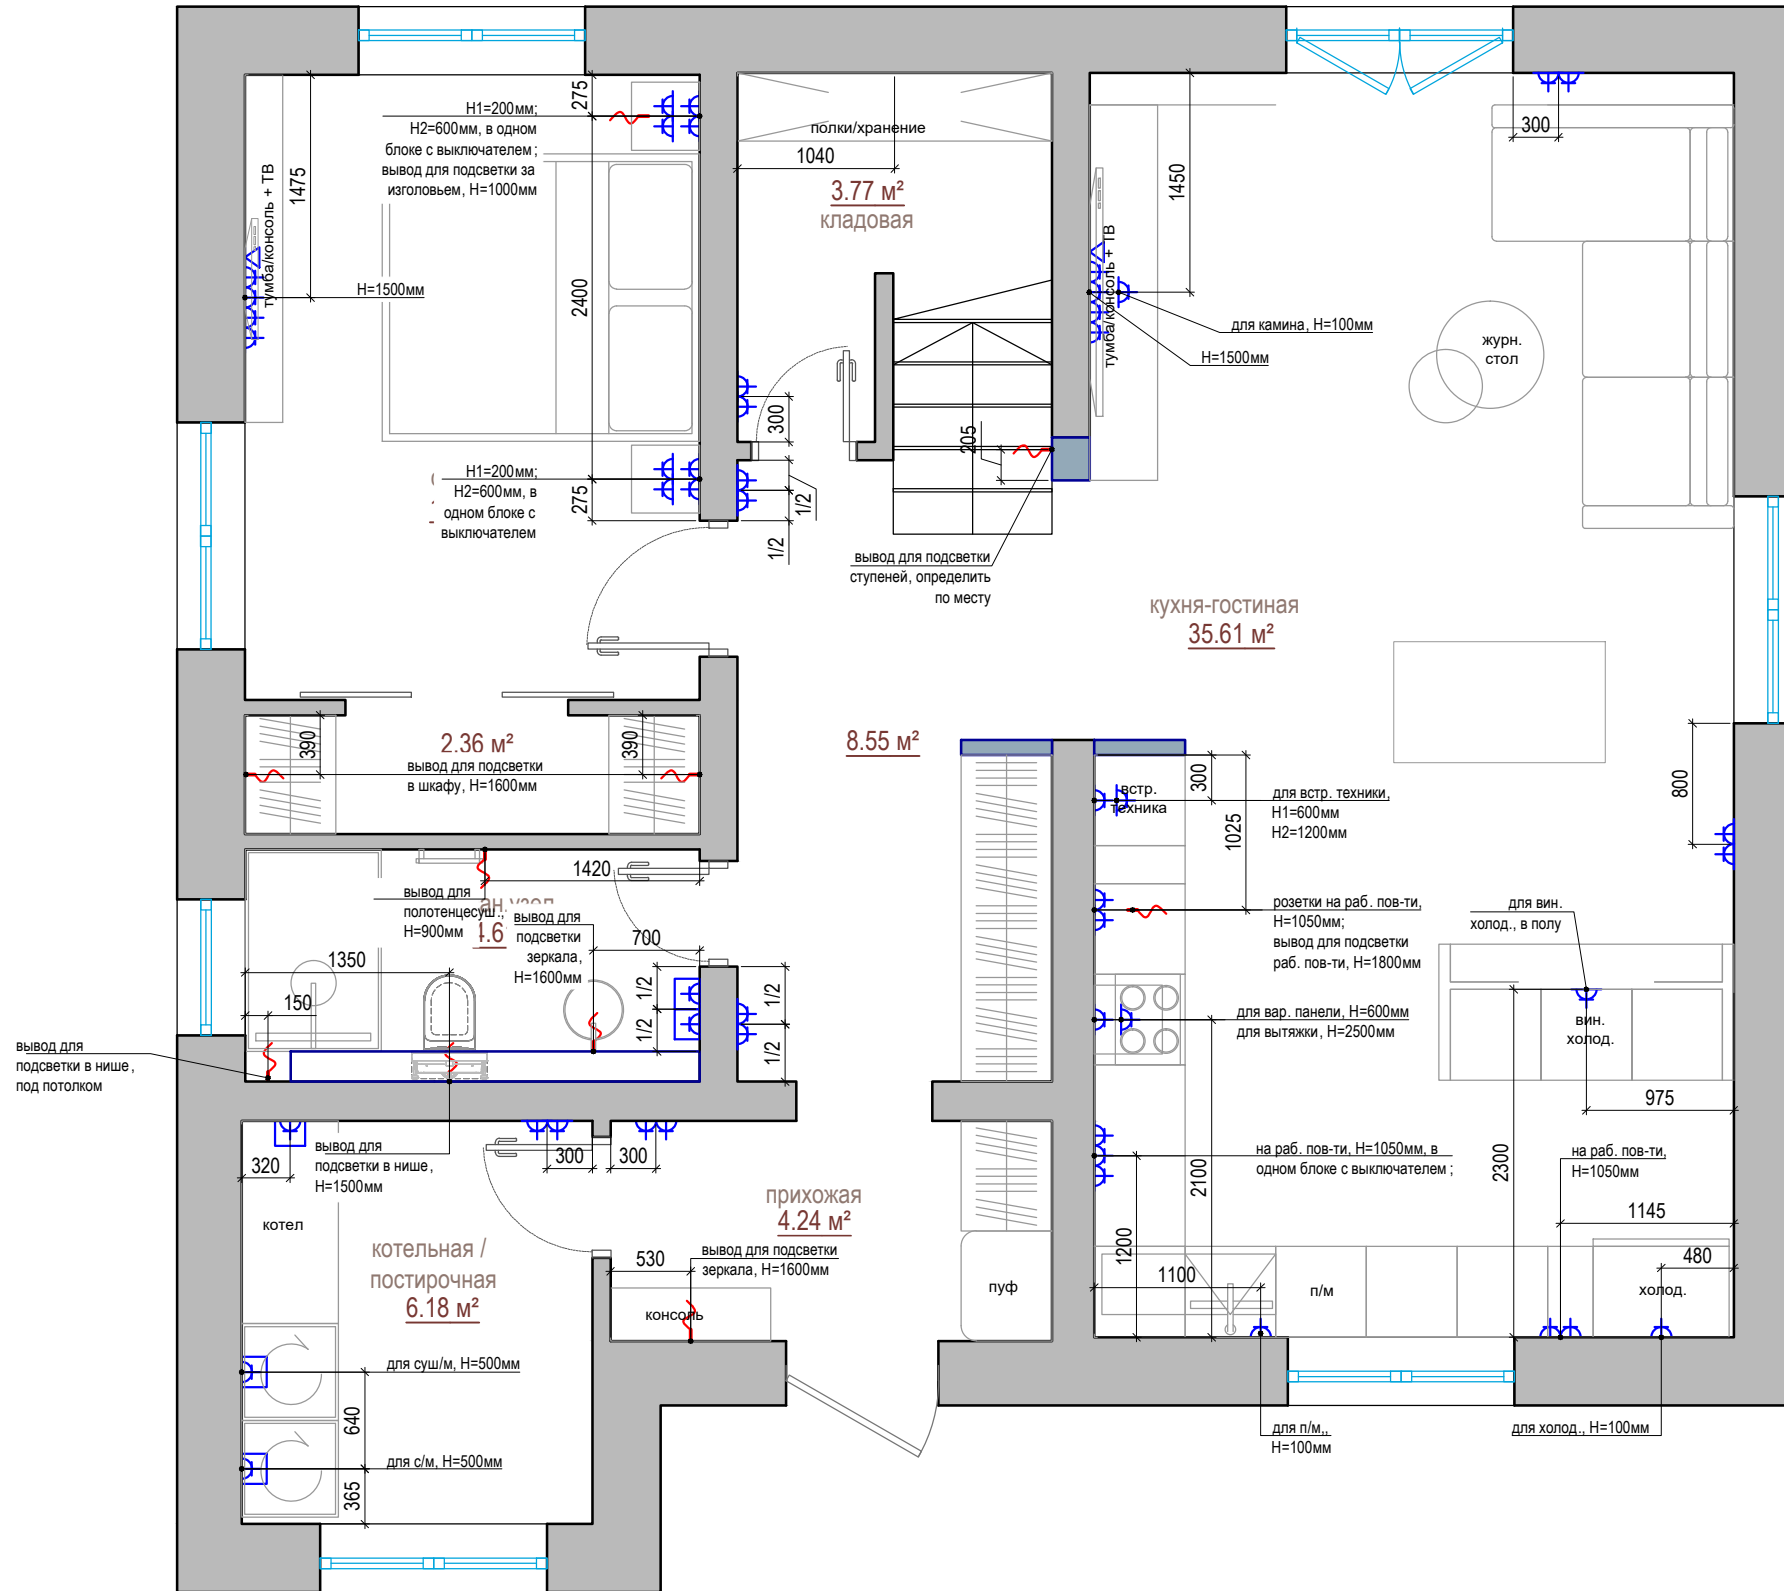 H1=200мм;
H2=600мм, в одном
блоке с выключателем;
вывод для подсветки за
изголовьем, H=1000мм
275
1475
тумба/консоль + ТВ
H=1500мм
2400
H1=200мм;
H2=600мм, в
одном блоке с
выключателем
275
полки/хранение
1040
3.77 м²
кладовая
300
1/2
1/2
205
вывод для подсветки
ступеней, определить
по месту
300
1450
тумба/консоль + ТВ
для камина, H=100мм
H=1500мм
журн.
стол
кухня-гостиная
35.61 м²
390
2.36 м²
390
вывод для подсветки
в шкафу, H=1600мм
8.55 м²
300
1025
встр.
техника
для встр. техники,
H1=600мм
H2=1200мм
800
1420
вывод для
полотенцесуш.,
H=900мм
вывод для
подсветки
зеркала,
H=1600мм
700
1350
150
1/2
1/2
1/2
1/2
вывод для
подсветки в нише,
под потолком
розетки на раб. пов-ти,
H=1050мм;
вывод для подсветки
раб. пов-ти, H=1800мм
для вин.
холод., в полу
для вар. панели, H=600мм
для вытяжки, H=2500мм
вин.
холод.
975
2300
2100
на раб. пов-ти, H=1050мм, в
одном блоке с выключателем;
на раб. пов-ти,
H=1050мм
1145
480
1200
1100
п/м
холод.
320
вывод для
подсветки в нише,
H=1500мм
300
300
котел
котельная /
постирочная
6.18 м²
прихожая
4.24 м²
530
вывод для подсветки
зеркала, H=1600мм
консоль
пуф
для суш/м, H=500мм
640
для с/м, H=500мм
365
для п/м,,
H=100мм
для холод., H=100мм